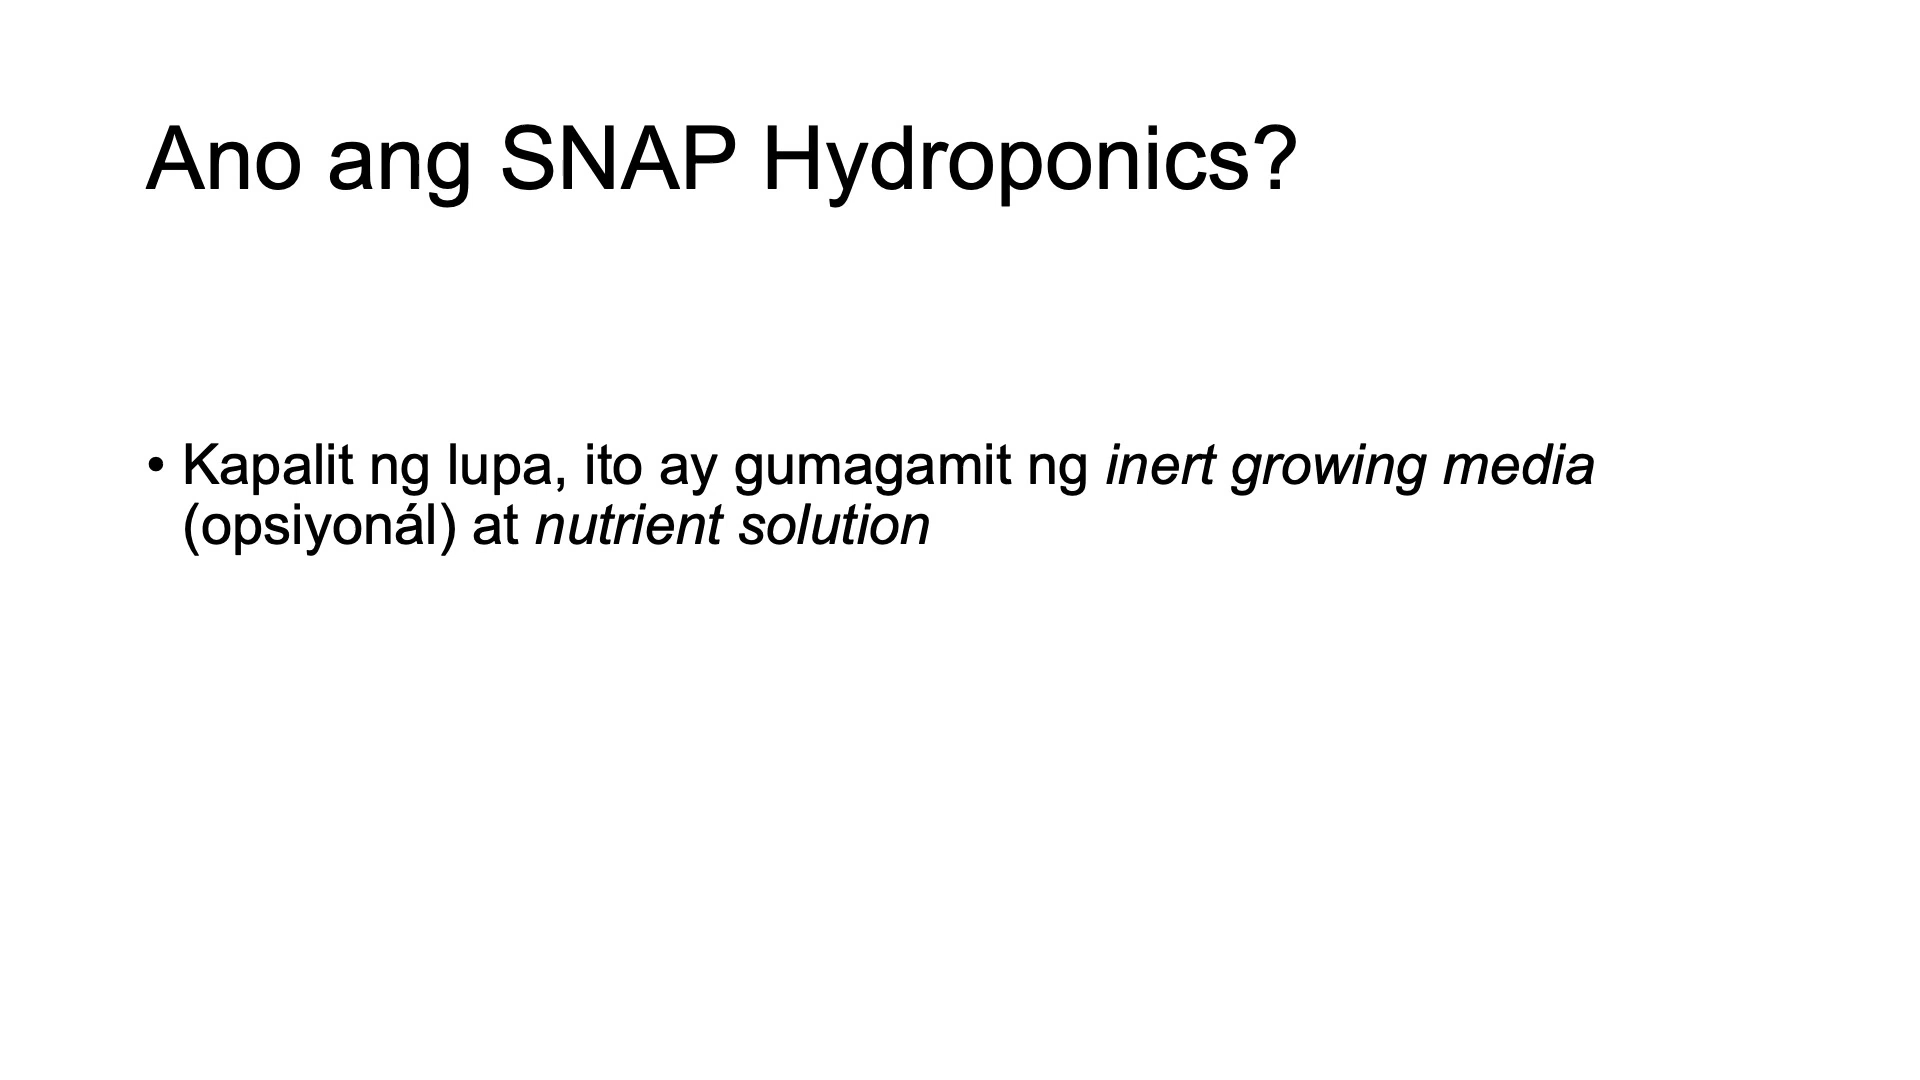 Ano ang SNAP Hydroponics?
• Kapalit ng lupa, ito ay gumagamit ng inert growing media
(opsiyonál) at nutrient solution